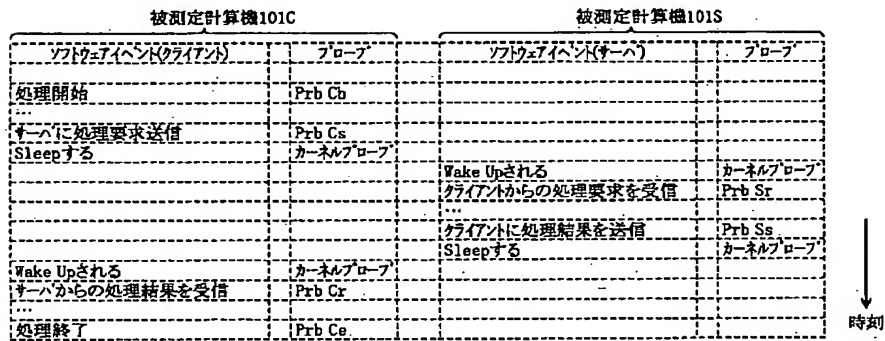 被測定計算機101C 被測定計算機101S
ソフトウェアイベント(クライアント) プローブ ソフトウェアイベント(サーバ) プローブ
処理開始 Prb Cb
...
サーバに処理要求送信 Prb Cs
Sleepする カーネルプローブ
Wake Upされる カーネルプローブ
クライアントからの処理要求を受信 Prb Sr
...
クライアントに処理結果を送信 Prb Ss
Sleepする カーネルプローブ
Wake Upされる カーネルプローブ
サーバからの処理結果を受信 Prb Cr
...
処理終了 Prb Ce
時刻